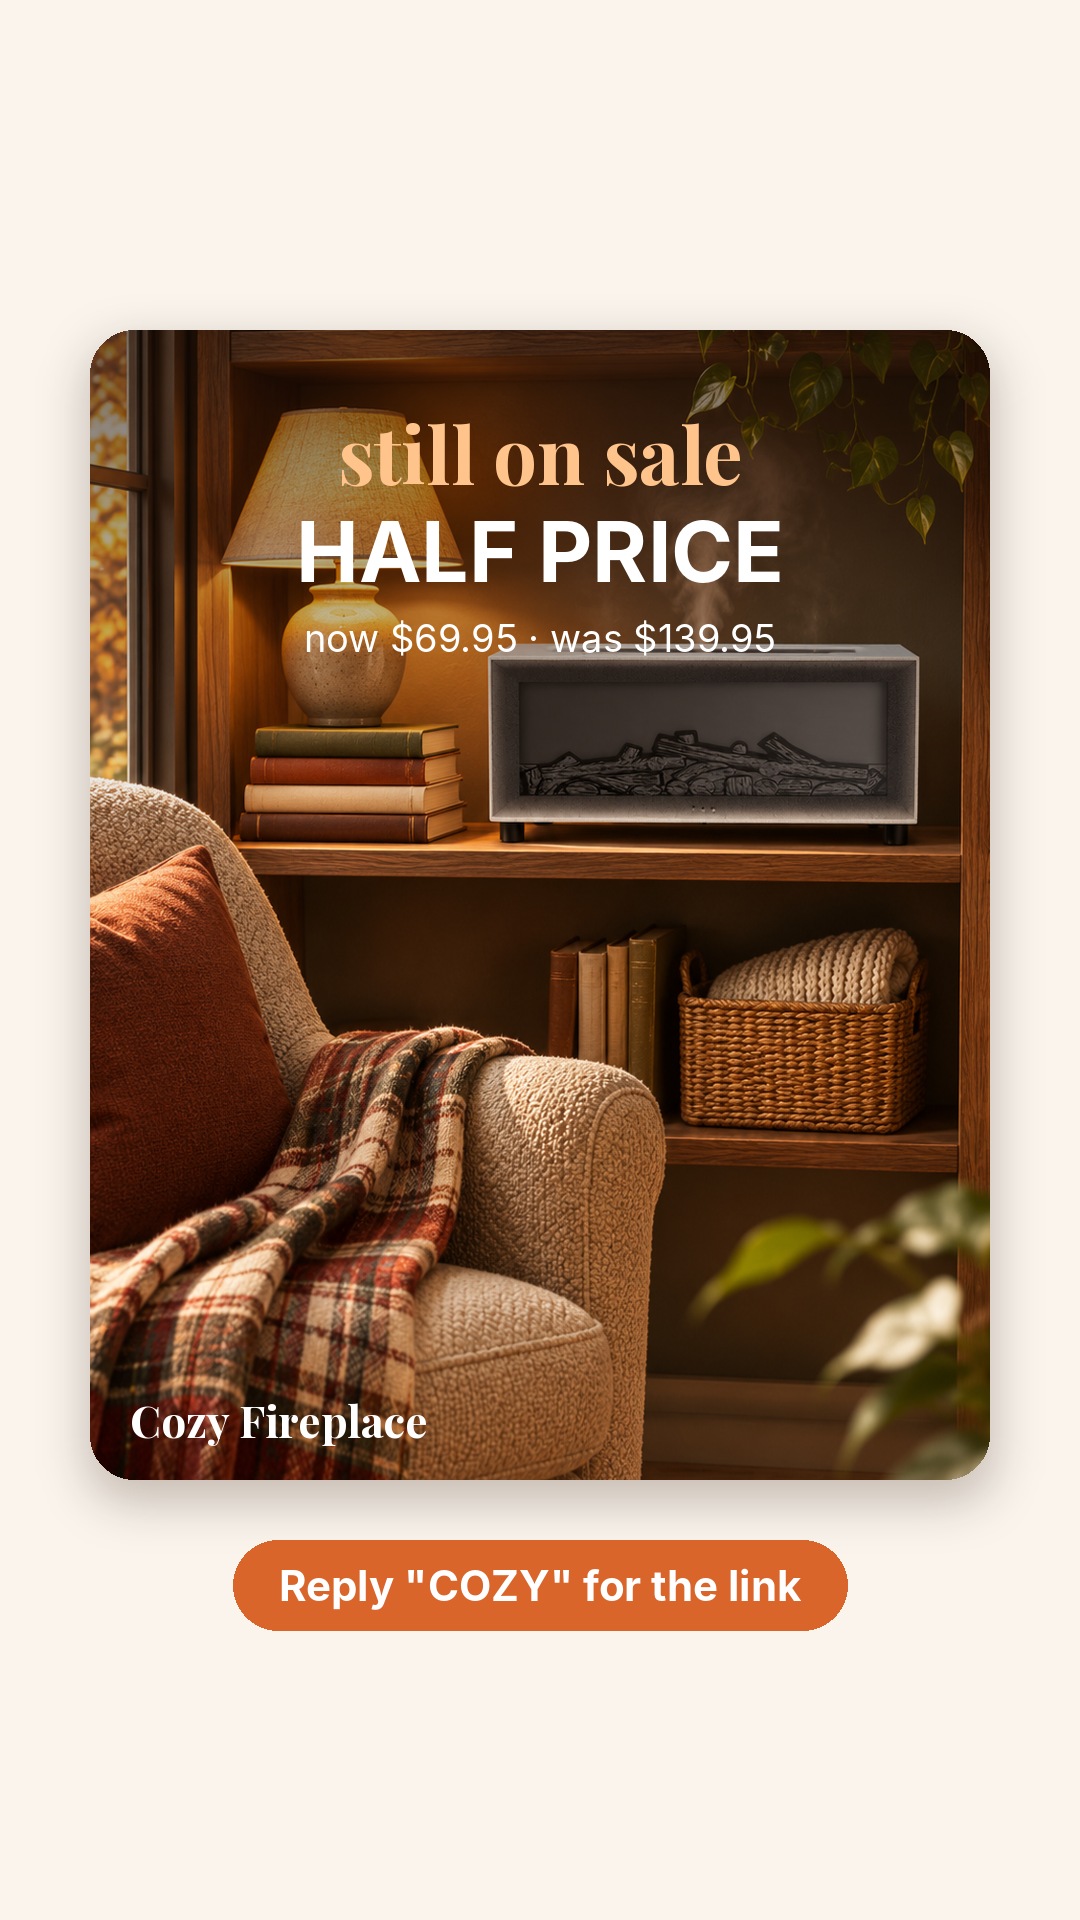 still on sale
HALF PRICE
now $69.95 · was $139.95
Cozy Fireplace
Reply "COZY" for the link